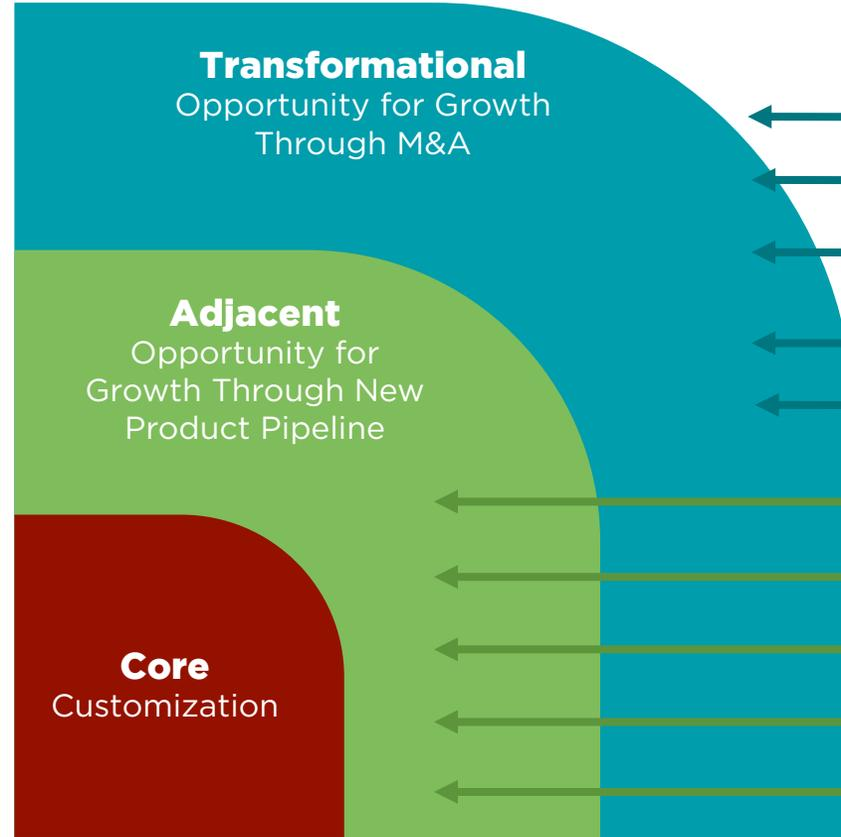 Transformational
Opportunity for Growth
Through M&A
Adjacent
Opportunity for
Growth Through New
Product Pipeline
Core
Customization